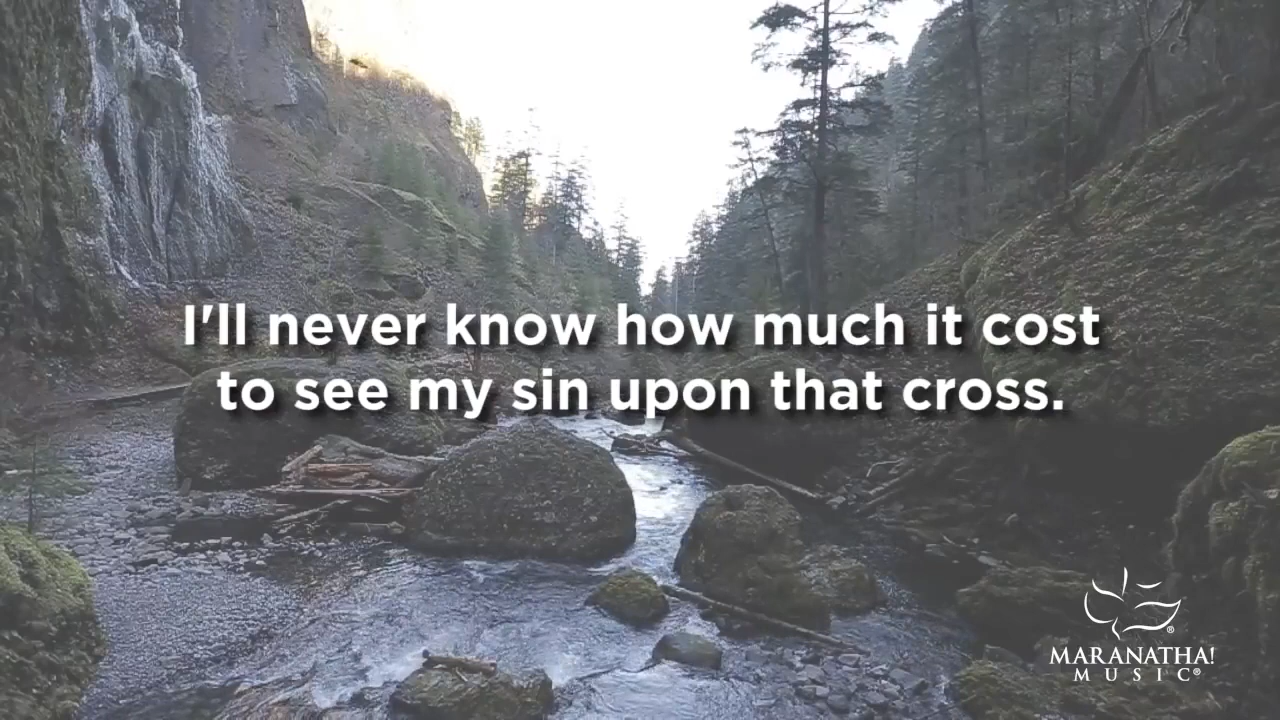 I'll never know how much it cost
to see my sin upon that cross.
MARANATHA!
MUSIC®